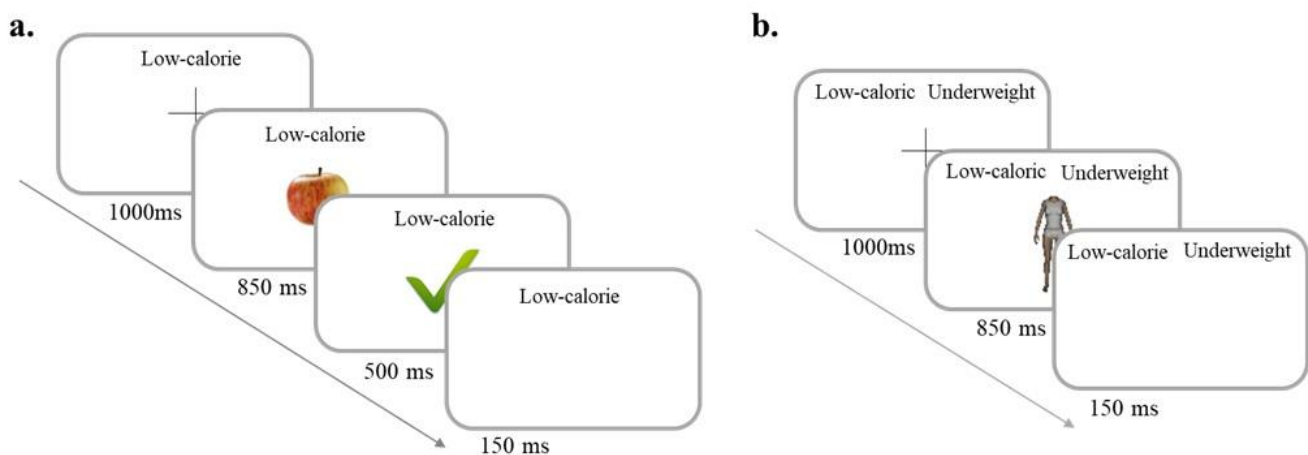 a.
Low-calorie
1000ms
Low-calorie
850 ms
Low-calorie
500 ms
Low-calorie
150 ms
b.
Low-caloric Underweight
1000ms
Low-caloric Underweight
850 ms
Low-calorie Underweight
150 ms